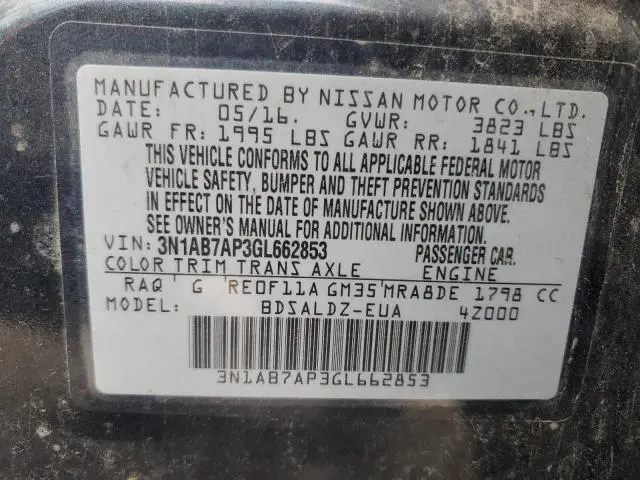 MANUFACTURED BY NISSAN MOTOR CO., LTD.
DATE: 05/16. GVWR: 3823 LBS
GAWR FR: 1995 LBS GAWR RR: 1841 LBS
THIS VEHICLE CONFORMS TO ALL APPLICABLE FEDERAL MOTOR
VEHICLE SAFETY, BUMPER AND THEFT PREVENTION STANDARDS
IN EFFECT ON THE DATE OF MANUFACTURE SHOWN ABOVE.
SEE OWNER'S MANUAL FOR ADDITIONAL INFORMATION.
VIN: 3N1AB7AP3GL662853 PASSENGER CAR.
COLOR TRIM TRANS AXLE ENGINE
RAQ G RE0F11A GM35 MRA8DE 1798 CC
MODEL: BDSALDZ-EUA 4Z000
3N1AB7AP3GL662853